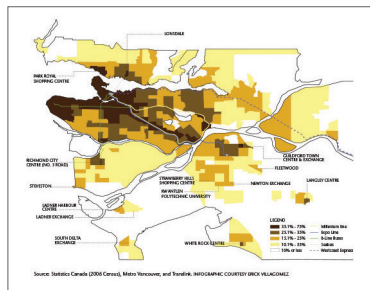 LONSDALE
PARK ROYAL
SHOPPING CENTRE
RICHMOND CITY
CENTRE (NO. 3 ROAD)
STEVESTON
LADNER HARBOUR
CENTRE
LADNER EXCHANGE
SOUTH DELTA
EXCHANGE
STRAWBERRY HILLS
SHOPPING CENTRE
KWANTLEN
POLYTECHNIC UNIVERSITY
WHITE ROCK CENTRE
GUILDFORD TOWN
CENTRE & EXCHANGE
FLEETWOOD
NEWTON EXCHANGE
LANGLEY CENTRE
LEGEND
35.1% - 75%
25.1% - 35%
15.1% - 25%
10.1% - 15%
10% or less
Millennium line
Expo Line
B-Line Buses
SeaBus
Westcoast Express
Source: Statistics Canada (2006 Census), Metro Vancouver, and Translink. INFOGRAPHIC COURTESY ERICK VILLAGOMEZ